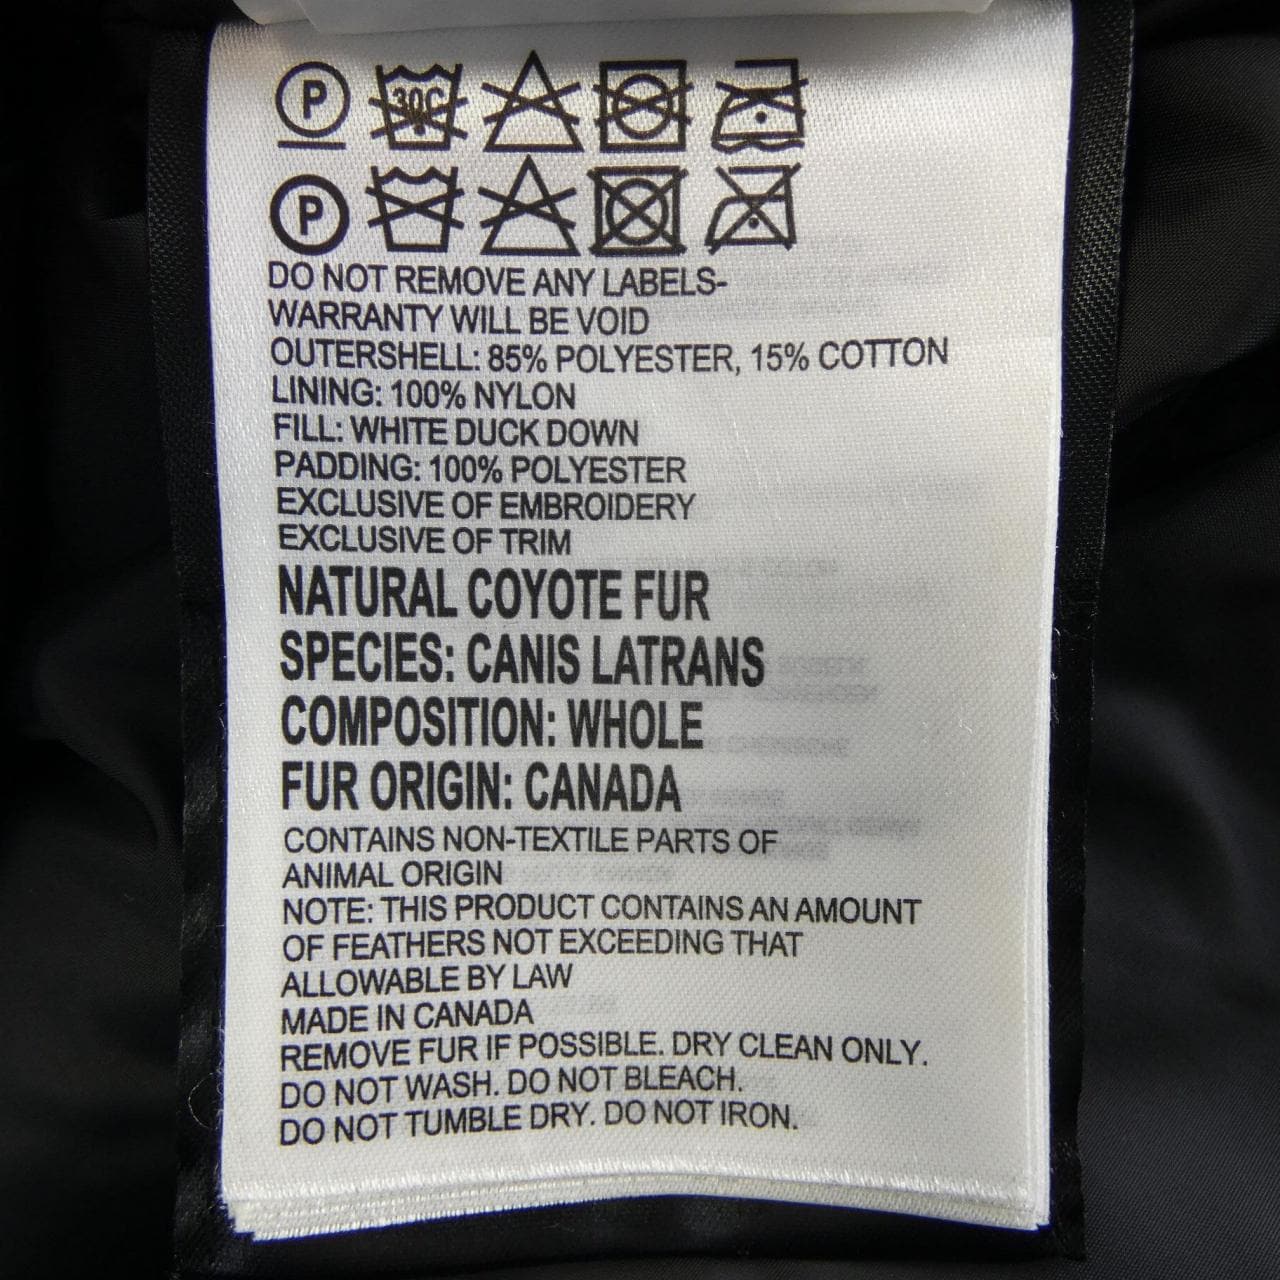 P 30C
P
DO NOT REMOVE ANY LABELS-
WARRANTY WILL BE VOID
OUTERSHELL: 85% POLYESTER, 15% COTTON
LINING: 100% NYLON
FILL: WHITE DUCK DOWN
PADDING: 100% POLYESTER
EXCLUSIVE OF EMBROIDERY
EXCLUSIVE OF TRIM
NATURAL COYOTE FUR
SPECIES: CANIS LATRANS
COMPOSITION: WHOLE
FUR ORIGIN: CANADA
CONTAINS NON-TEXTILE PARTS OF
ANIMAL ORIGIN
NOTE: THIS PRODUCT CONTAINS AN AMOUNT
OF FEATHERS NOT EXCEEDING THAT
ALLOWABLE BY LAW
MADE IN CANADA
REMOVE FUR IF POSSIBLE. DRY CLEAN ONLY.
DO NOT WASH. DO NOT BLEACH.
DO NOT TUMBLE DRY. DO NOT IRON.